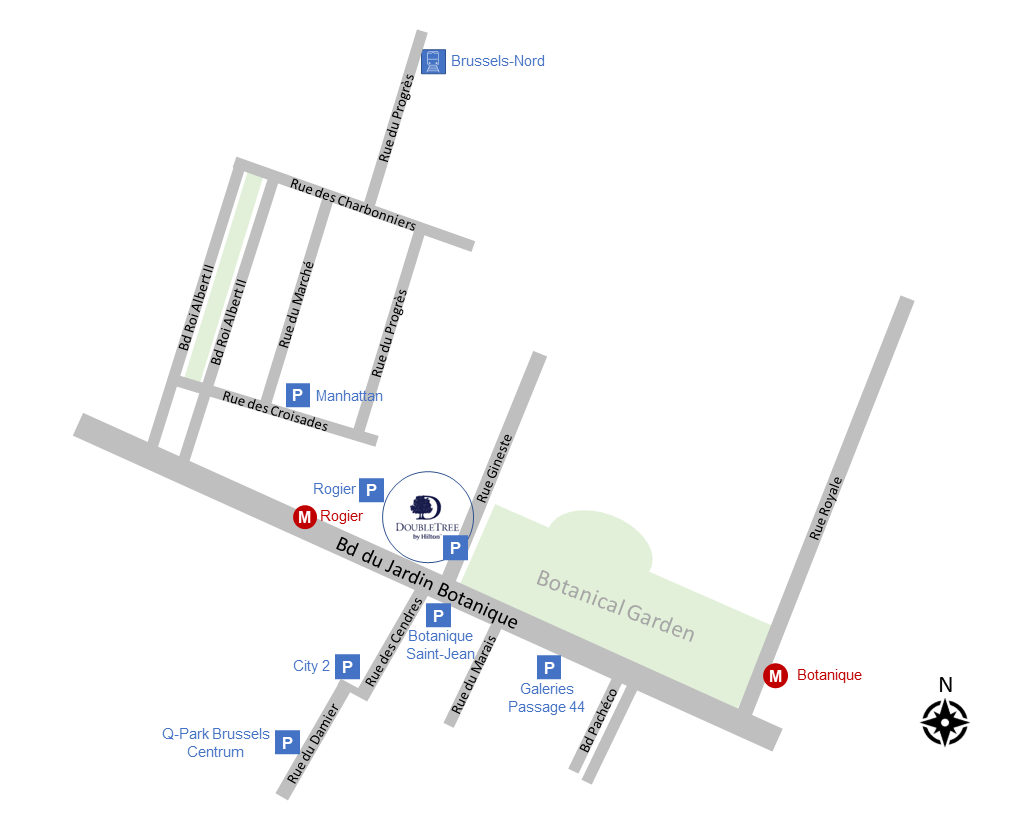 Brussels-Nord
Rue du Progrès
Rue des Charbonniers
Bd Roi Albert II
Bd Roi Albert II
Rue du Marché
Rue du Progrès
P
Manhattan
Rue des Croisades
Rue Gineste
Rue Royale
Rogier
P
M
Rogier
DOUBLETREE
by Hilton
P
Bd du Jardin Botanique
Botanical Garden
P
Botanique
Saint-Jean
Rue des Cendres
Rue du Marais
City 2
P
P
Galeries
Passage 44
M
Botanique
Bd Pachéco
Q-Park Brussels
Centrum
P
Rue du Damier
N